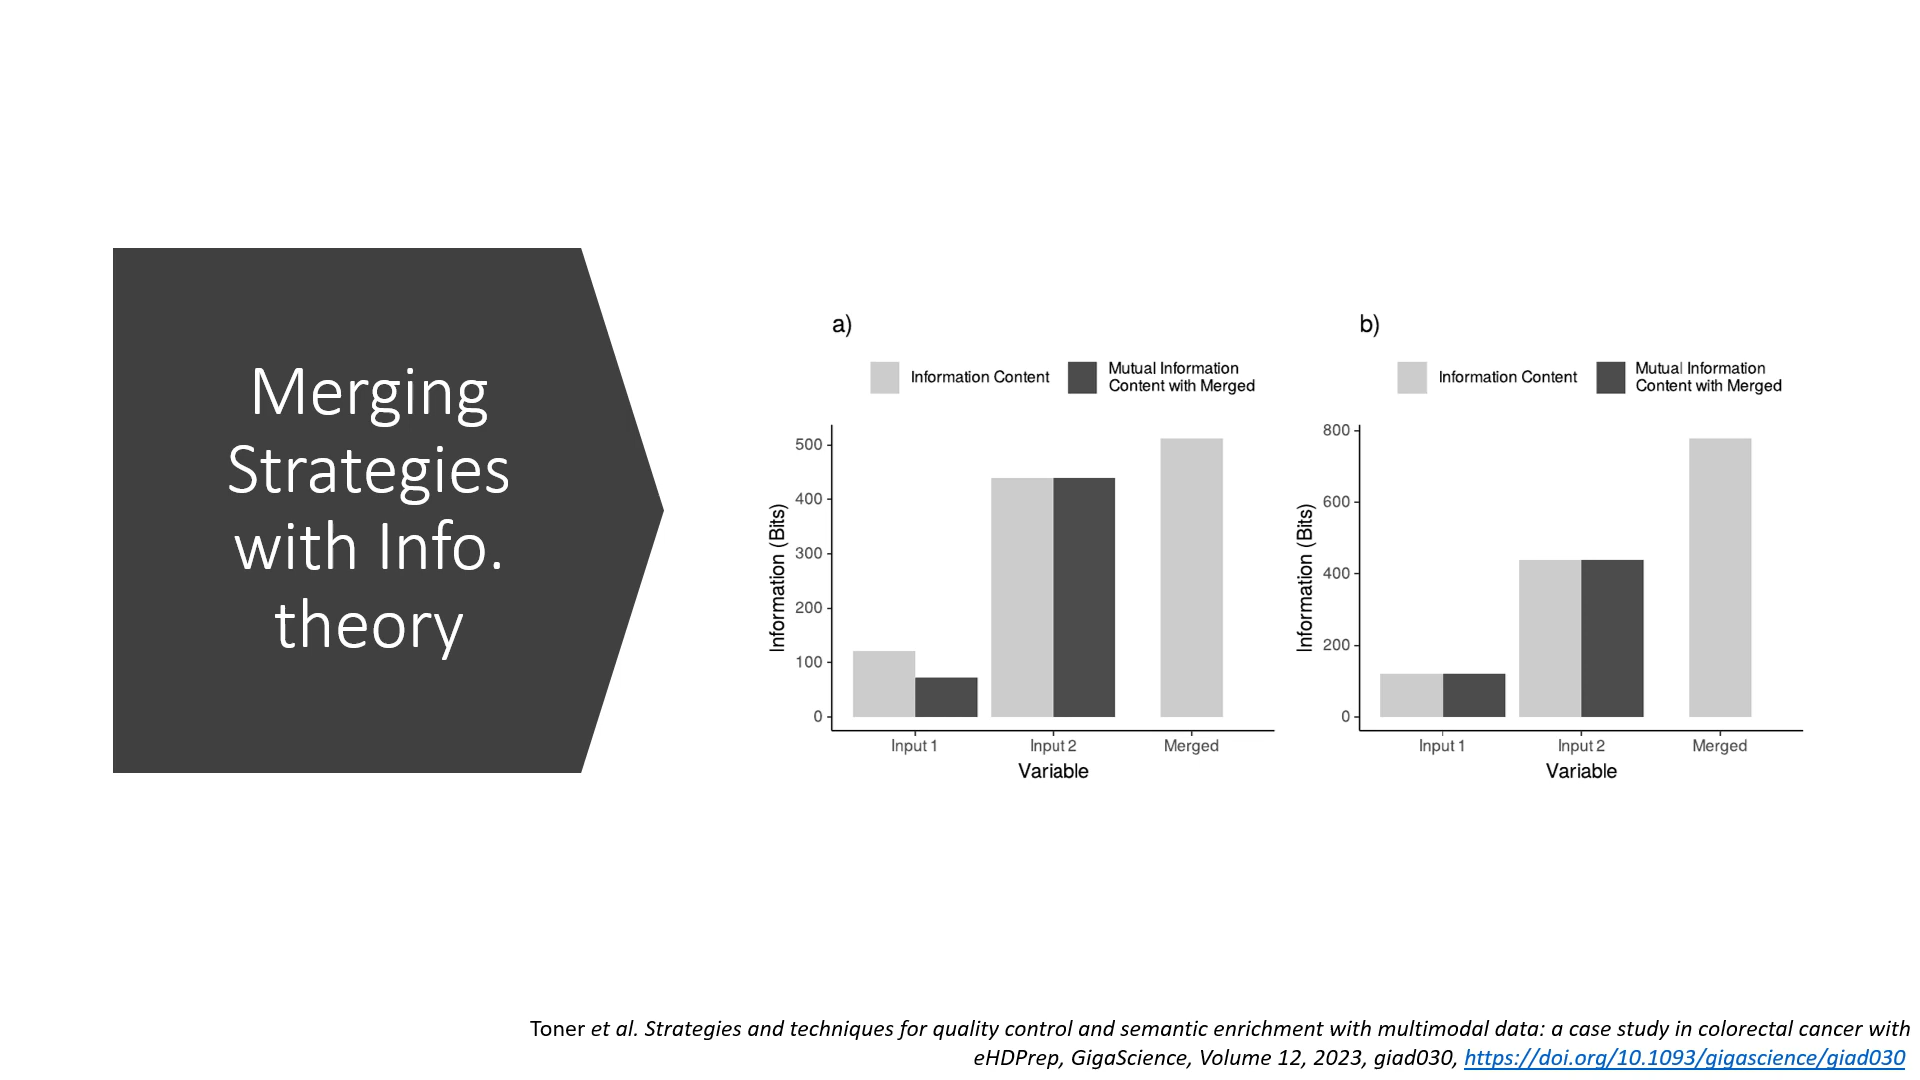 Merging
Strategies
with Info.
theory
a)
Information Content
Mutual Information
Content with Merged
Information (Bits)
500
400
300
200
100
0
Input 1
Input 2
Merged
Variable
b)
Information Content
Mutual Information
Content with Merged
Information (Bits)
800
600
400
200
0
Input 1
Input 2
Merged
Variable
Toner et al. Strategies and techniques for quality control and semantic enrichment with multimodal data: a case study in colorectal cancer with
eHDPrep, GigaScience, Volume 12, 2023, giad030, https://doi.org/10.1093/gigascience/giad030